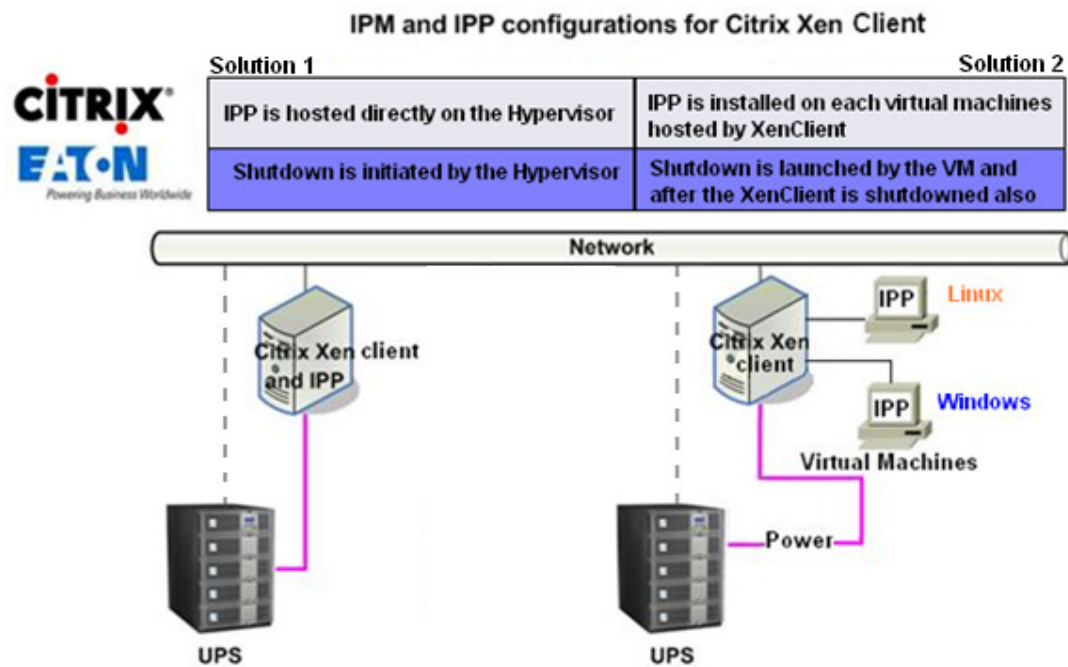 IPM and IPP configurations for Citrix Xen Client
Solution 1
Solution 2
CİTRIX®
EATON
Powering Business Worldwide
IPP is hosted directly on the Hypervisor
IPP is installed on each virtual machines
hosted by XenClient
Shutdown is initiated by the Hypervisor
Shutdown is launched by the VM and
after the XenClient is shutdowned also
Network
Citrix Xen client
and IPP
Citrix Xen
client
IPP
Linux
IPP
Windows
Virtual Machines
Power
UPS
UPS